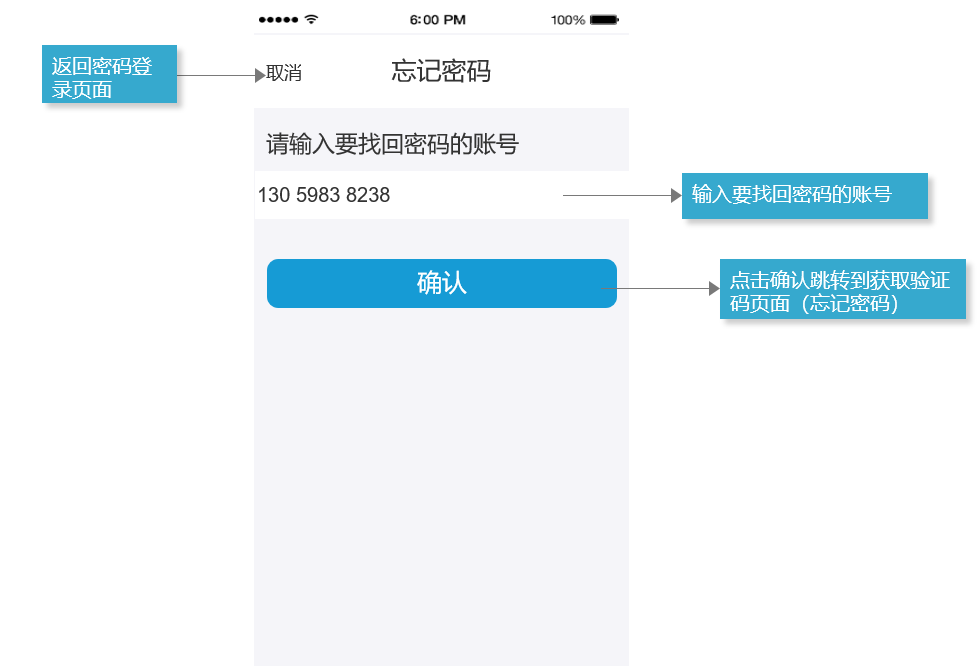 6:00 PM
100%
返回密码登
录页面
取消
忘记密码
请输入要找回密码的账号
130 5983 8238
输入要找回密码的账号
确认
点击确认跳转到获取验证
码页面（忘记密码）